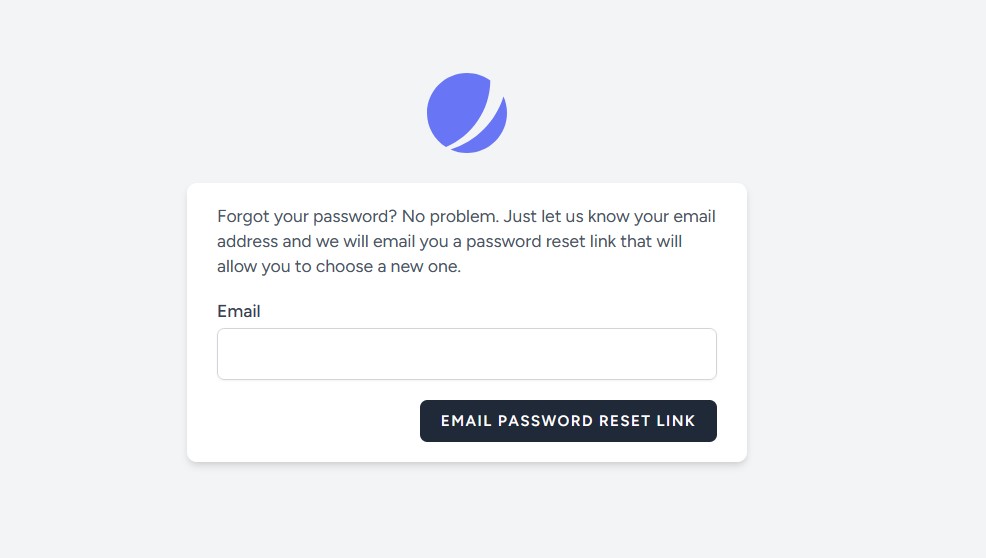 Forgot your password? No problem. Just let us know your email
address and we will email you a password reset link that will
allow you to choose a new one.
Email
EMAIL PASSWORD RESET LINK